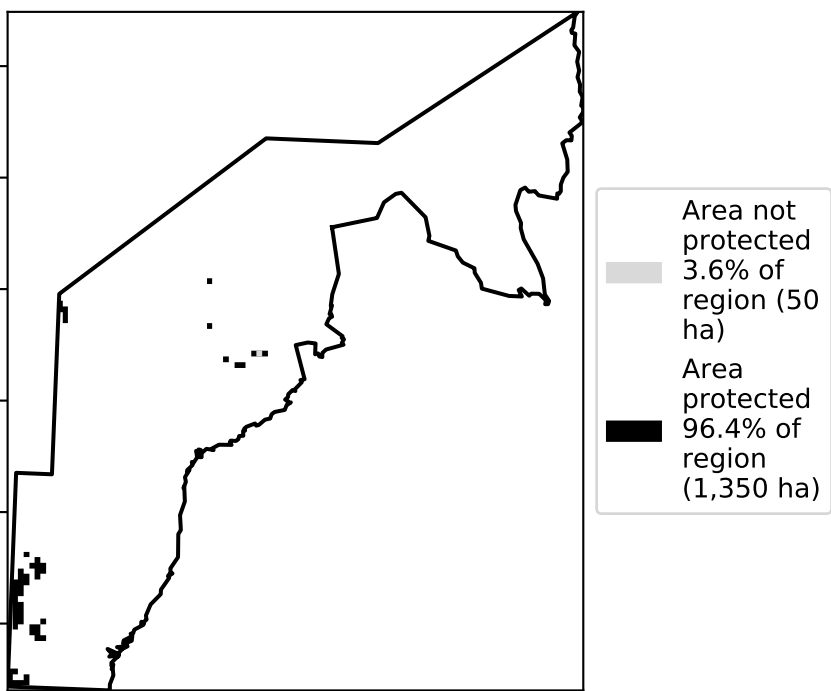 Area not
protected
3.6% of
region (50
ha)
Area
protected
96.4% of
region
(1,350 ha)